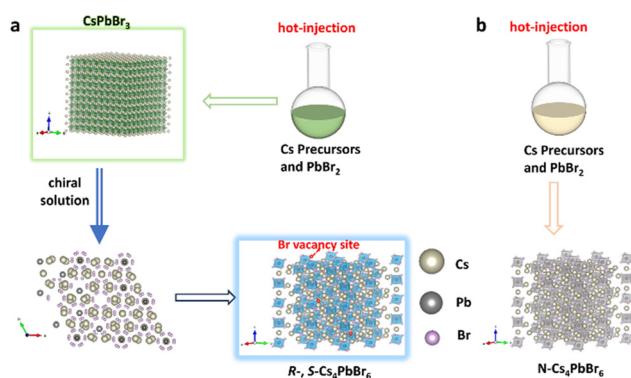 a
CsPbBr₃
hot-injection
Cs Precursors
and PbBr₂
chiral
solution
Br vacancy site
R-, S-Cs₄PbBr₆
Cs
Pb
Br
b
hot-injection
Cs Precursors
and PbBr₂
N-Cs₄PbBr₆